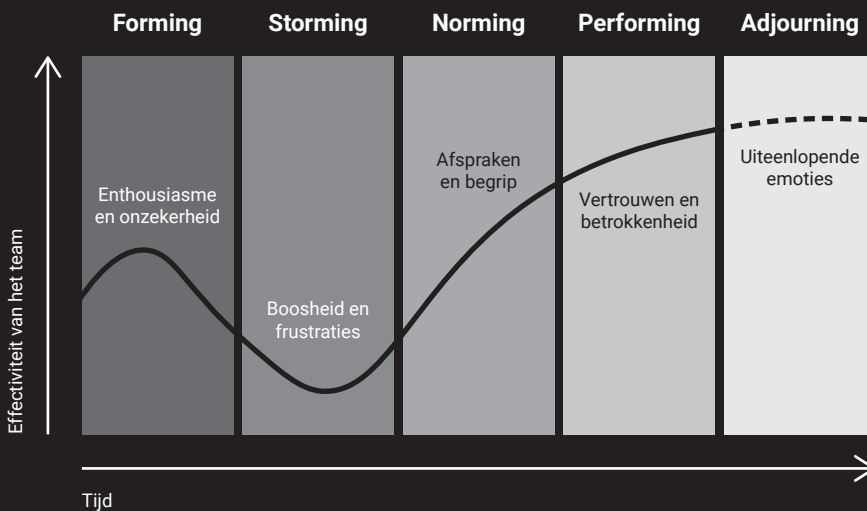 Forming
Storming
Norming
Performing
Adjourning
Effectiviteit van het team
Enthousiasme
en onzekerheid
Boosheid en
frustraties
Afspraken
en begrip
Vertrouwen en
betrokkenheid
Uiteenlopende
emoties
Tijd